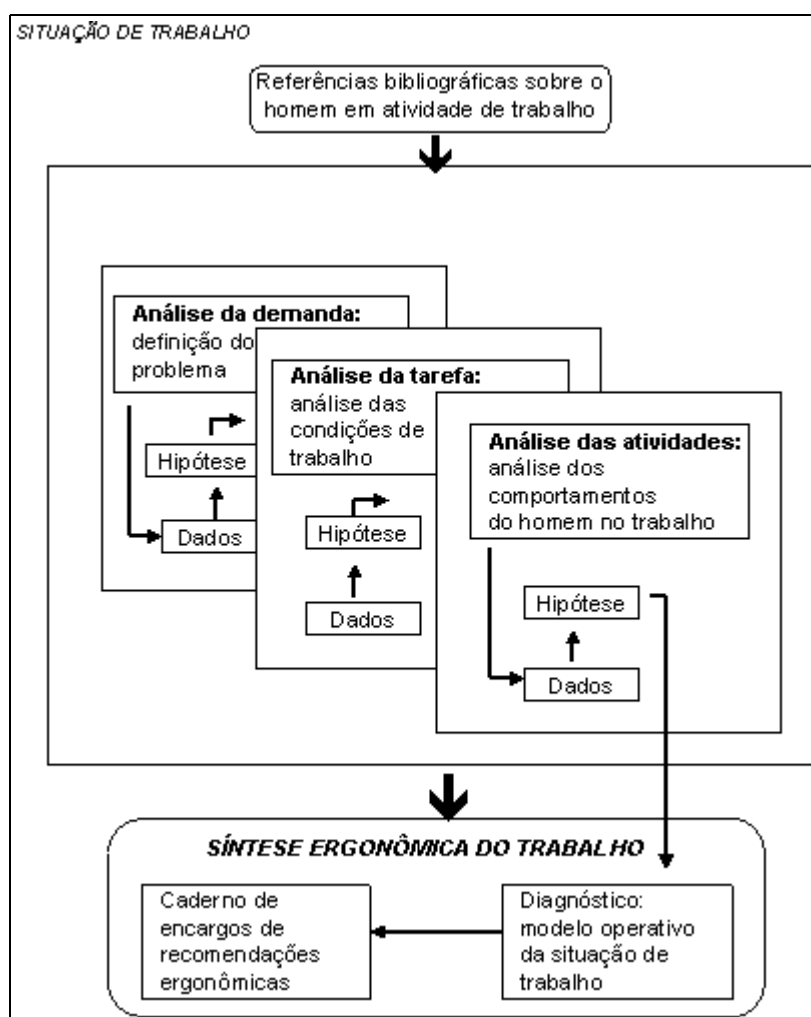 SITUAÇÃO DE TRABALHO
Referências bibliográficas sobre o
homem em atividade de trabalho
Análise da demanda:
definição do
problema
Hipótese
Dados
Análise da tarefa:
análise das
condições de
trabalho
Hipótese
Dados
Análise das atividades:
análise dos
comportamentos
do homem no trabalho
Hipótese
Dados
SÍNTESE ERGONÔMICA DO TRABALHO
Caderno de
encargos de
recomendações
ergonômicas
Diagnóstico:
modelo operativo
da situação de
trabalho